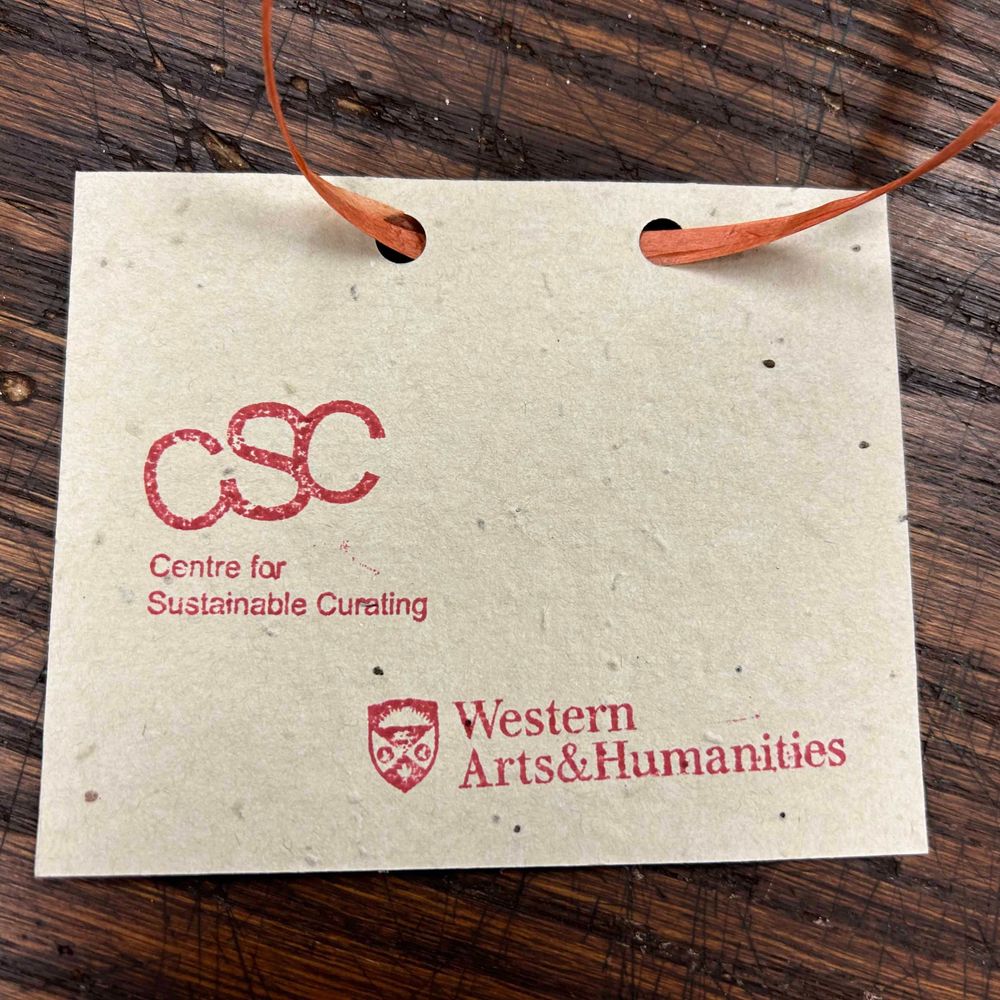 CSC
Centre for
Sustainable Curating
Western
Arts&Humanities